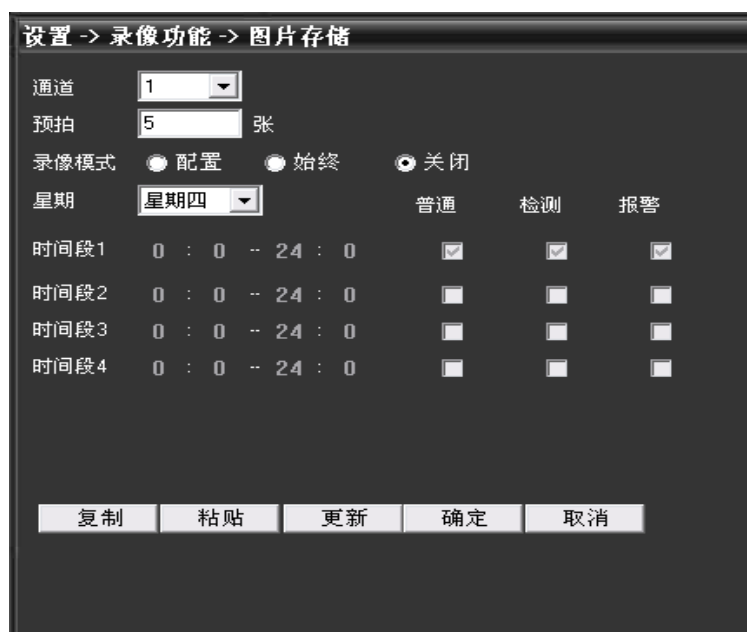 设置 -> 录像功能 -> 图片存储
通道 1
预拍 5 张
录像模式 配置 始终 关闭
星期 星期四 普通 检测 报警
时间段1 0 : 0 -- 24 : 0
时间段2 0 : 0 -- 24 : 0
时间段3 0 : 0 -- 24 : 0
时间段4 0 : 0 -- 24 : 0
复制 粘贴 更新 确定 取消